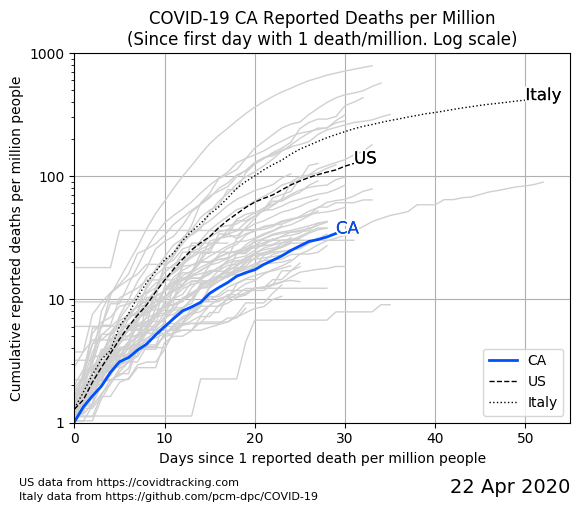 COVID-19 CA Reported Deaths per Million
(Since first day with 1 death/million. Log scale)
Cumulative reported deaths per million people
1000
100
10
1
Italy
US
CA
CA
US
Italy
0
10
20
30
40
50
Days since 1 reported death per million people
US data from https://covidtracking.com
Italy data from https://github.com/pcm-dpc/COVID-19
22 Apr 2020